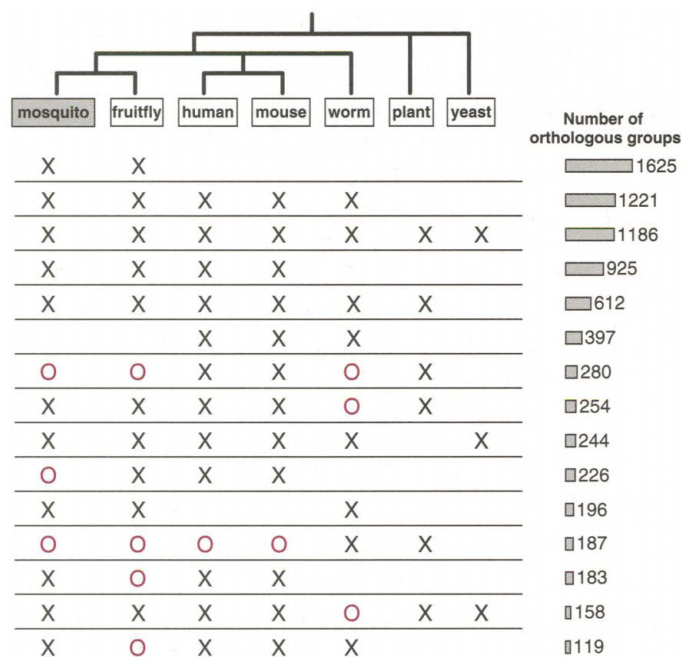 mosquito fruitfly human mouse worm plant yeast
Number of
orthologous groups
X X 1625
X X X X X 1221
X X X X X X X 1186
X X X X 925
X X X X X X 612
X X X 397
O O X X O X 280
X X X X O X 254
X X X X X X 244
O X X X 226
X X X 196
O O O O X X 187
X O X X 183
X X X X O X X 158
X O X X X 119